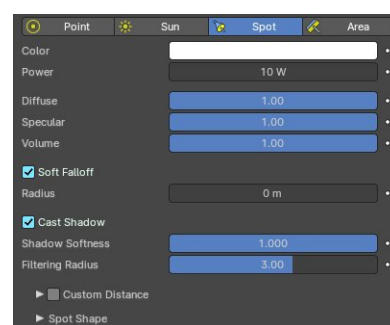 Point Sun Spot Area
Color
Power 10 W
Diffuse 1.00
Specular 1.00
Volume 1.00
Soft Falloff
Radius 0 m
Cast Shadow
Shadow Softness 1.000
Filtering Radius 3.00
Custom Distance
Spot Shape